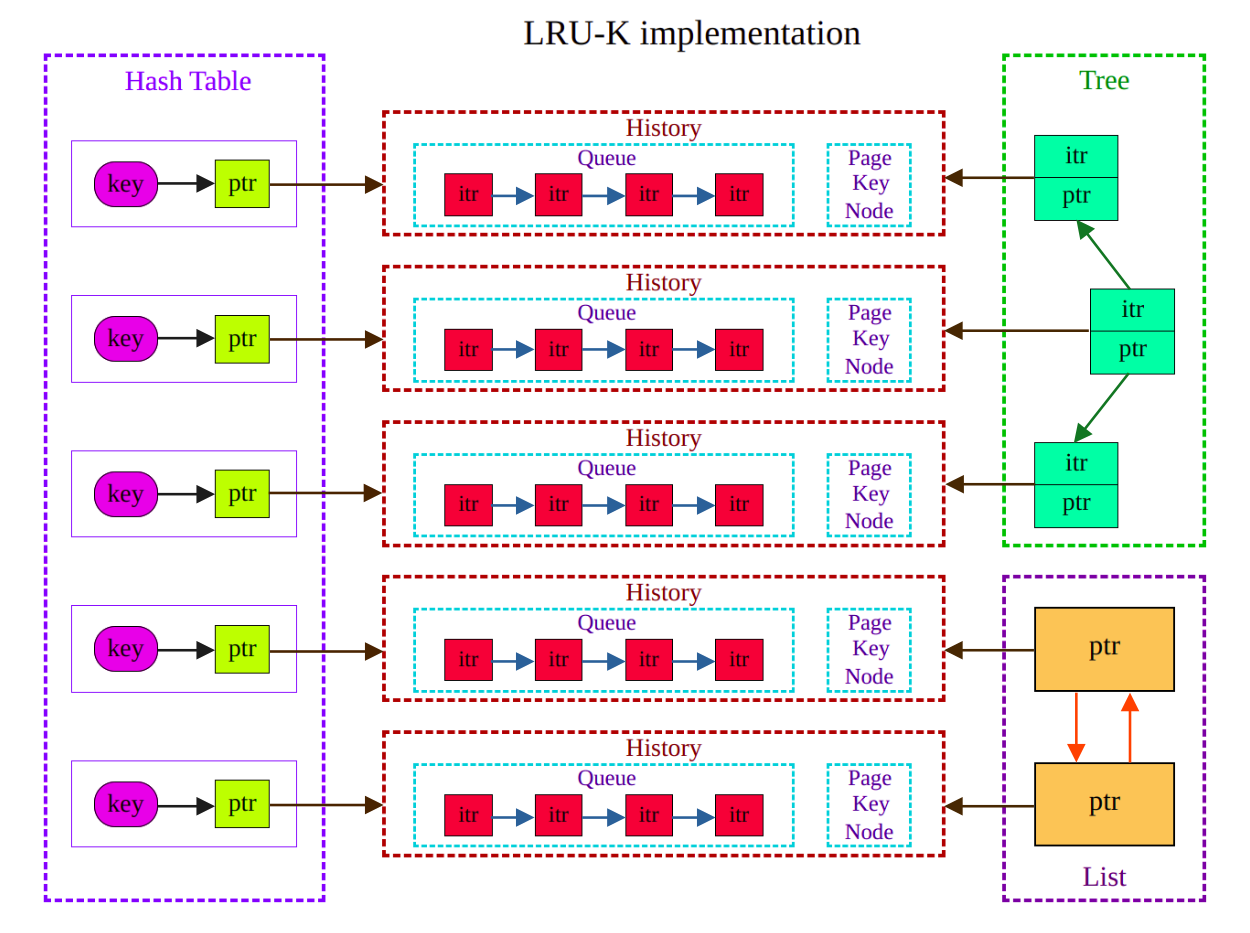 LRU-K implementation
Hash Table
key
ptr
key
ptr
key
ptr
key
ptr
key
ptr
History
Queue
itr
itr
itr
itr
Page
Key
Node
History
Queue
itr
itr
itr
itr
Page
Key
Node
History
Queue
itr
itr
itr
itr
Page
Key
Node
History
Queue
itr
itr
itr
itr
Page
Key
Node
History
Queue
itr
itr
itr
itr
Page
Key
Node
Tree
itr
ptr
itr
ptr
itr
ptr
ptr
ptr
List